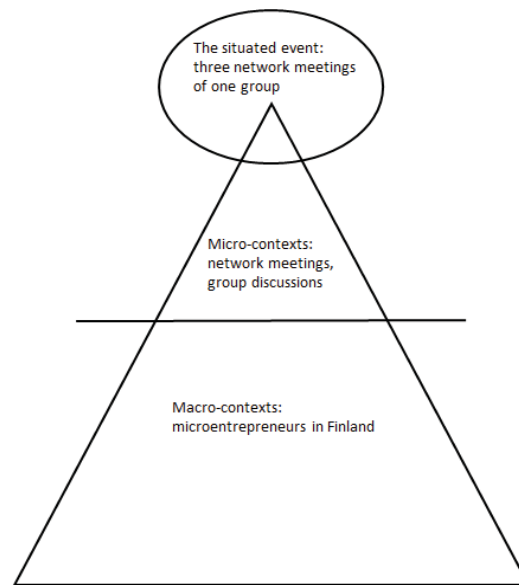 The situated event:
three network meetings
of one group
Micro-contexts:
network meetings,
group discussions
Macro-contexts:
microentrepreneurs in Finland